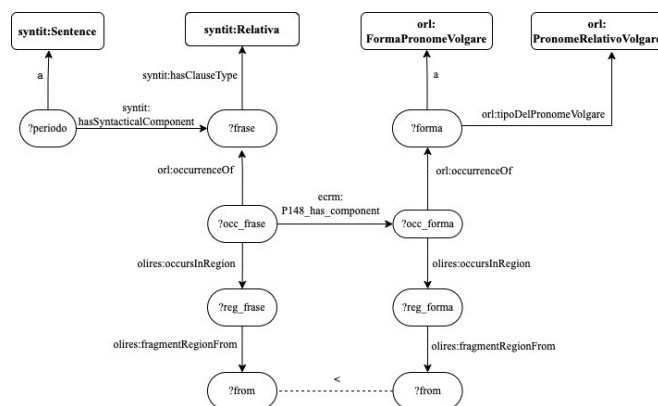 syntit:Sentence
syntit:Relativa
orl:
FormaPronomeVolgare
orl:
PronomeRelativoVolgare
a
syntit:hasClauseType
a
?periodo
syntit:
hasSyntacticalComponent
?frase
?forma
orl:tipoDelPronomeVolgare
orl:occurrenceOf
orl:occurrenceOf
?occ_frase
ecrm:
P148_has_component
?occ_forma
olires:occursInRegion
olires:occursInRegion
?reg_frase
?reg_forma
olires:fragmentRegionFrom
olires:fragmentRegionFrom
?from
<
?from